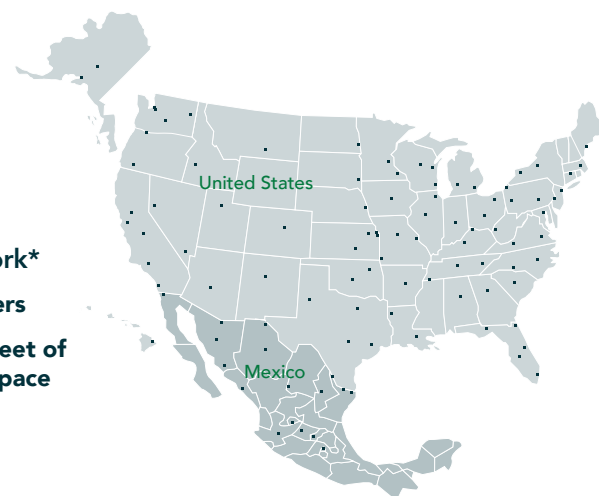 United States
ork*
ers
eet of
pace
Mexico